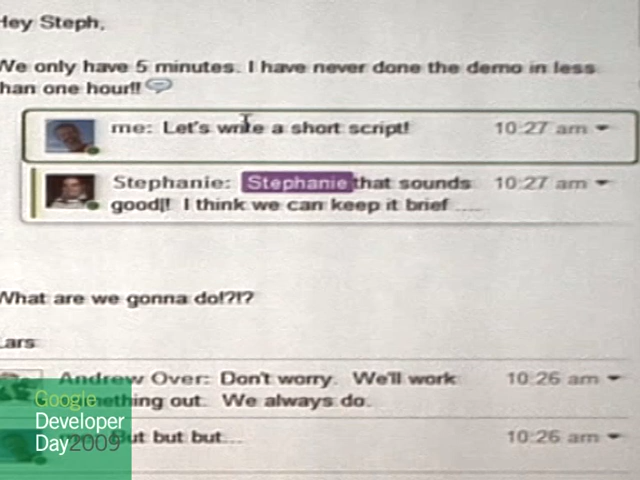 Hey Steph,
We only have 5 minutes. I have never done the demo in less
than one hour!!
me: Let's write a short script! 10:27 am
Stephanie: Stephanie that sounds 10:27 am
good! I think we can keep it brief ....
What are we gonna do!?!?
Lars
Andrew Over: Don't worry. We'll work 10:26 am
something out. We always do.
But but but... 10:26 am
Google
Developer
Day2009